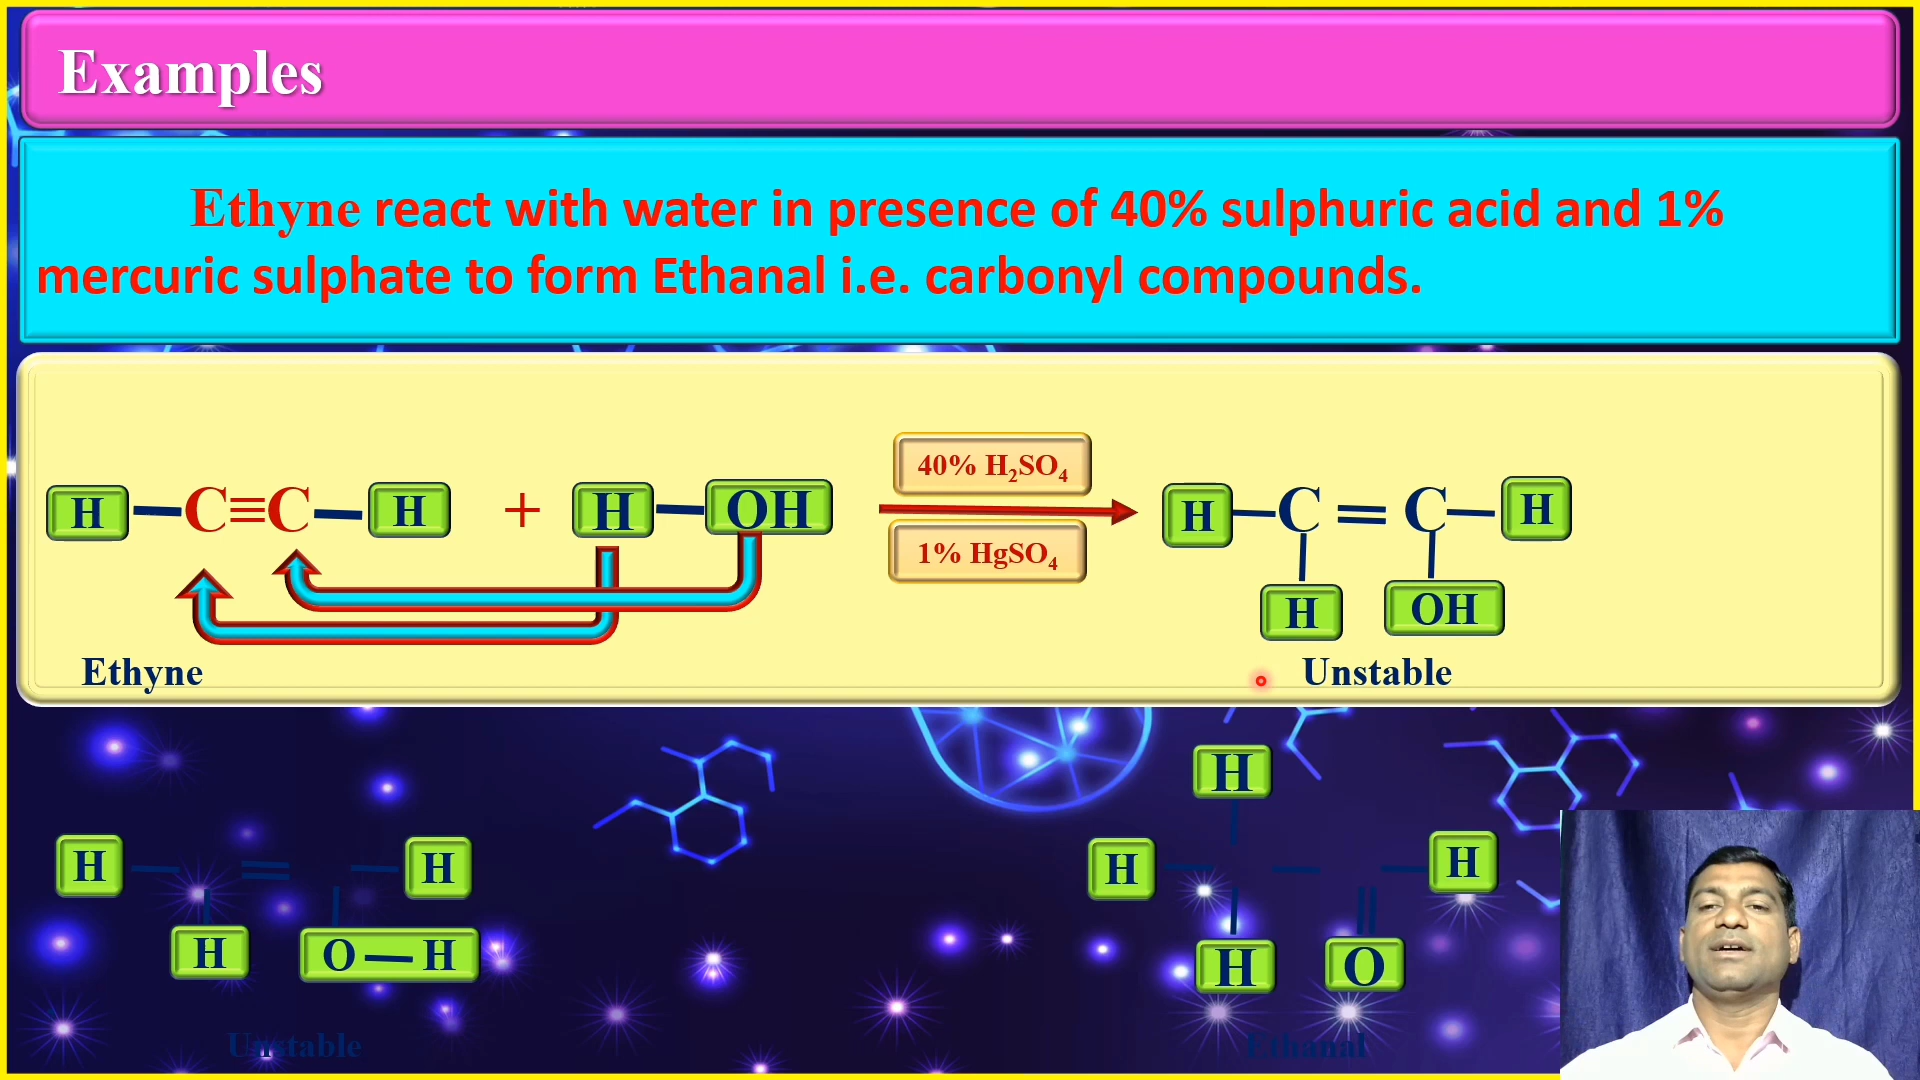 Examples
Ethyne react with water in presence of 40% sulphuric acid and 1%
mercuric sulphate to form Ethanal i.e. carbonyl compounds.
40% H₂SO₄
H C≡C H + H OH H C = C H
1% HgSO₄
H OH
Ethyne Unstable
H
H = H H H
H O — H H O
Unstable Ethanal